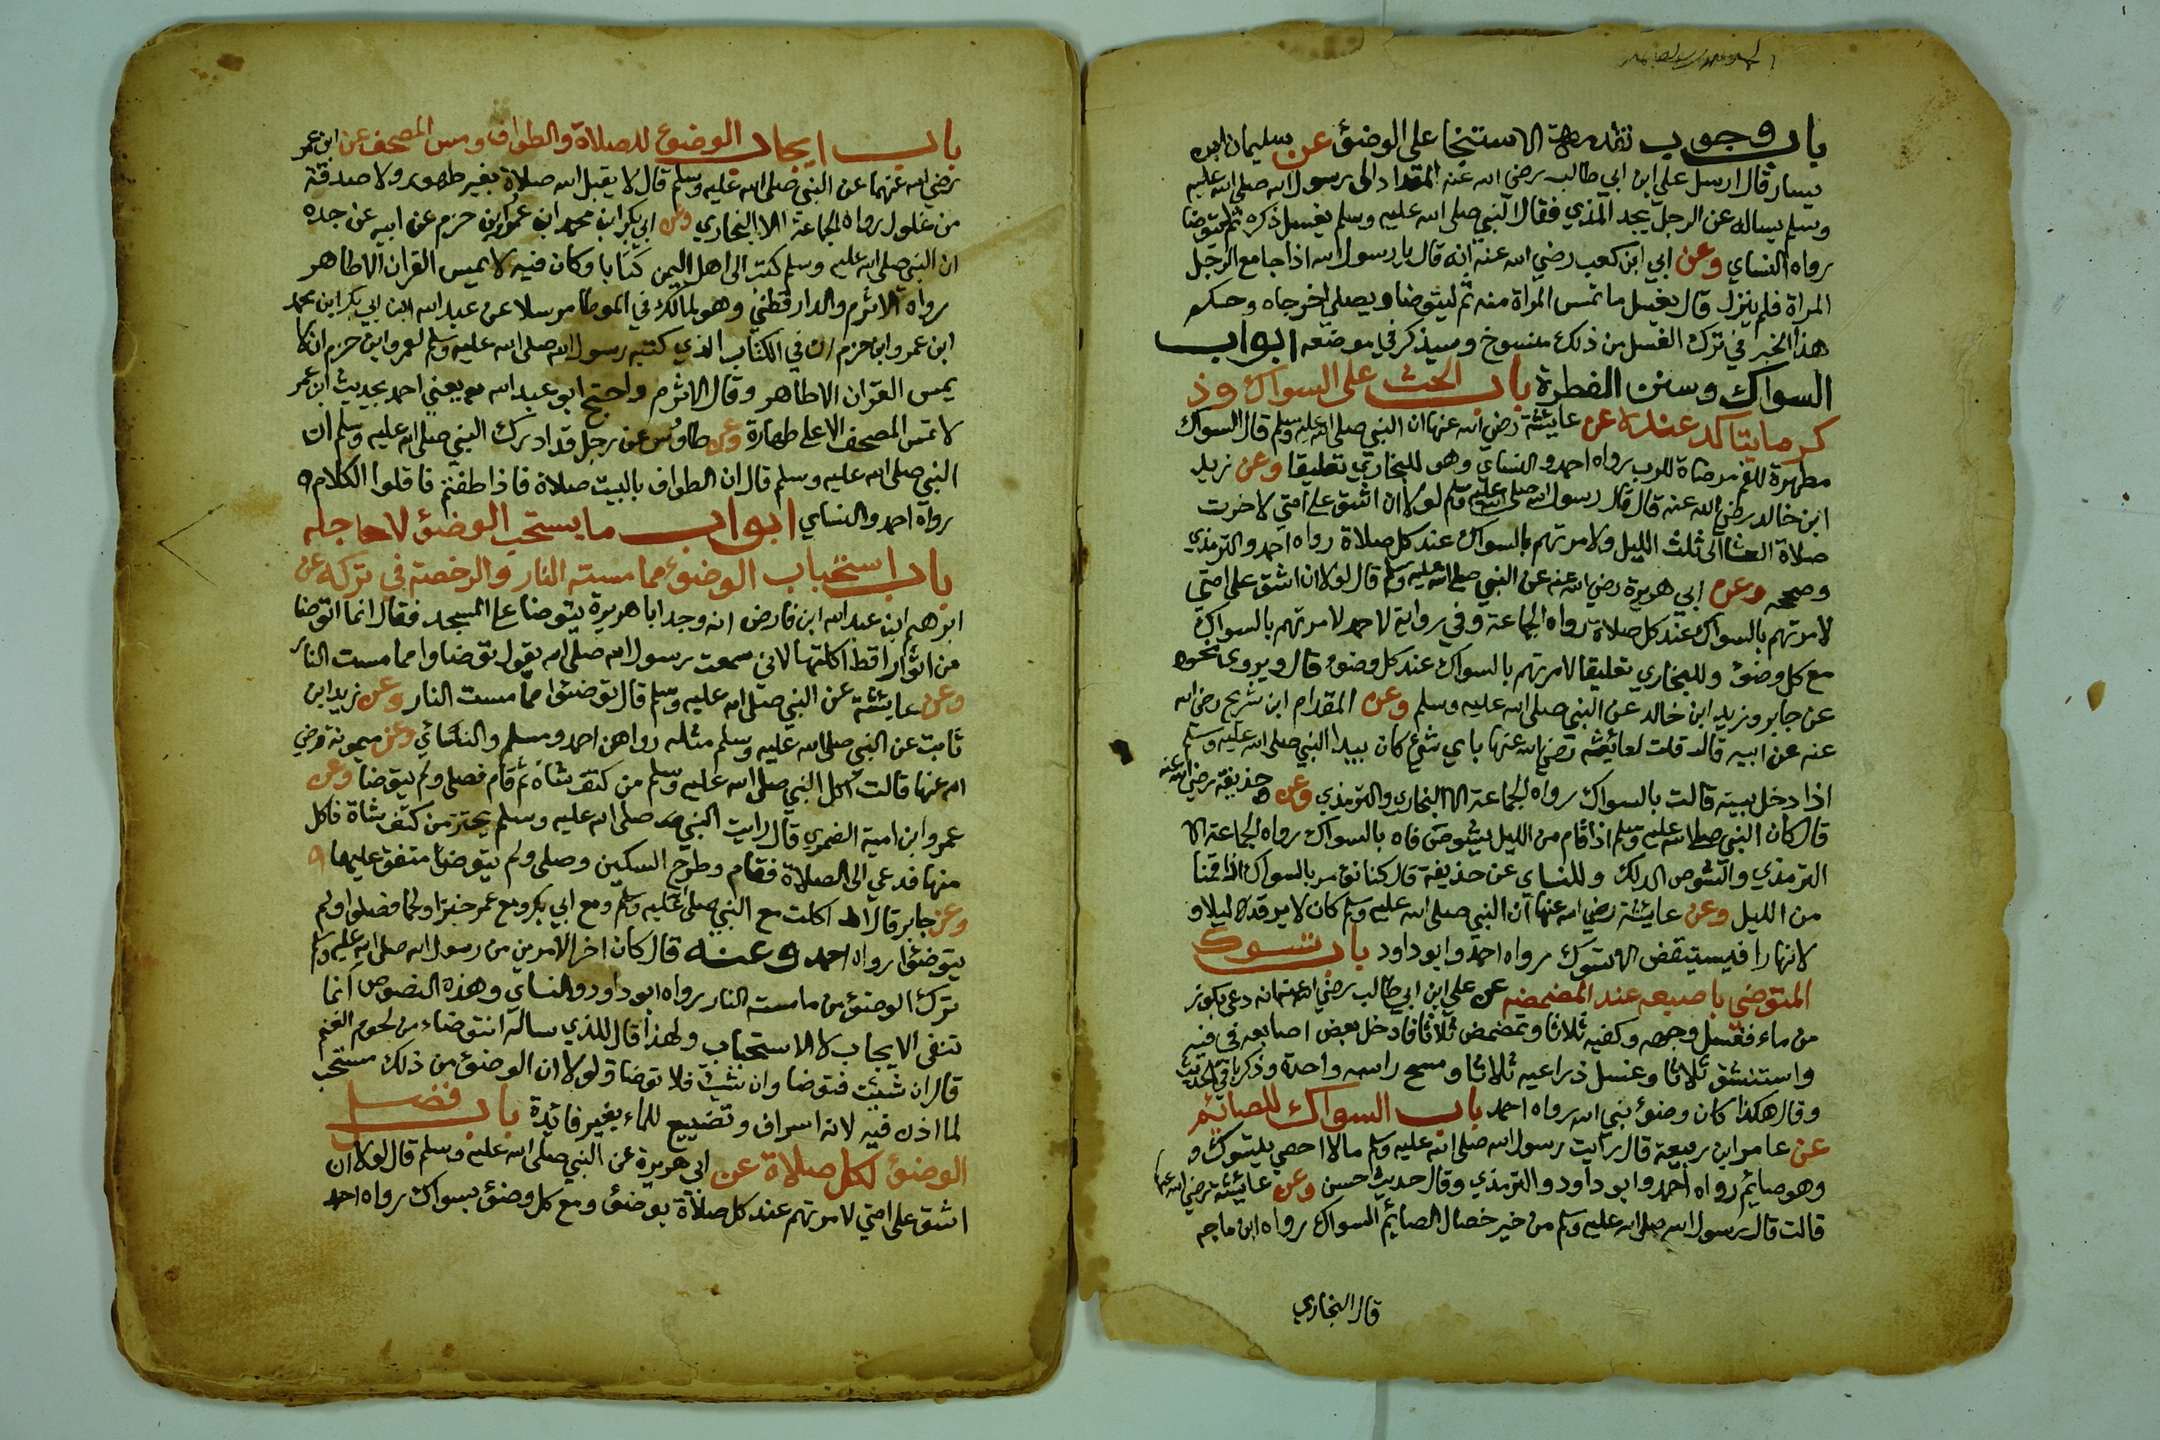 باب وجوب تقدمة الاستنجا على الوضؤ عن سليمان ابن
يسار قال ارسل علي ابن ابي طالب رضي الله عنه المقداد الى رسول الله صلى الله عليه
وسلم يساله عن الرجل يجد المذي فقال النبي صلى الله عليه وسلم يغسل ذكره ثم ليتوضا
رواه النساي وعن ابي ابن كعب رضي الله عنه انه قال يا رسول الله اذا جامع الرجل
المراة فلم ينزل قال يغسل ما مس المراة منه ثم ليتوضا ويصلي اخرجاه وحكم
هذا الخبر في ترك الغسل من ذلك منسوخ وسيذكر في موضعه ابواب
السواك وسنن الفطرة باب الحث على السواك وذ
كر ما يتاكد عنده عن عايشة رضي الله عنها ان النبي صلى الله عليه وسلم قال السواك
مطهرة للفم مرضاة للرب رواه احمد والنساي وهو للبخاري تعليقا وعن زيد
ابن خالد رضي الله عنه قال قال رسول الله صلى الله عليه وسلم لولا ان اشق على امتي لاخرت
صلاة العشا الى ثلث الليل ولامرتهم بالسواك عند كل صلاة رواه احمد والترمذي
وصححه وعن ابي هريرة رضي الله عنه عن النبي صلى الله عليه وسلم قال لولا ان اشق على امتي
لامرتهم بالسواك عند كل صلاة رواه الجماعة وفي رواية لاحمد لامرتهم بالسواك
مع كل وضؤ وللبخاري تعليقا لامرتهم بالسواك عند كل وضوء قال ويروى نحوه
عن جابر وزيد ابن خالد عن النبي صلى الله عليه وسلم وعن المقدام ابن شريح رضي الله
عنه عن ابيه قال قلت لعائشه رضي الله عنها باي شئ كان يبدا النبي صلى الله عليه وسلم
اذا دخل بيته قالت بالسواك رواه الجماعة الا البخاري والترمذي وعن حذيفة رضي الله عنه
قال كان النبي صلى الله عليه وسلم اذا قام من الليل يشوص فاه بالسواك رواه الجماعة الا
الترمذي والشوص الدلك وللنساي عن حذيفة قال كنا نؤمر بالسواك اذا قمنا
من الليل وعن عايشة رضي الله عنها ان النبي صلى الله عليه وسلم كان لا يرقد ليلا و
لا نهارا فيستيقض الا تسوك رواه احمد وابو داود باب تسوك
المتوضي باصبعه عند المضمضه عن علي ابن ابي طالب رضي الله عنه انه دعى بكوز
من ماء فغسل وجهه وكفيه ثلاثا وتمضمض ثلاثا فادخل بعض اصابعه في فيه
واستنشق ثلاثا وغسل ذراعيه ثلاثا ومسح راسه واحدة وذكر باقي الحديث
وقال هكذا كان وضوء نبي الله رواه احمد باب السواك للصايم
عن عامر ابن ربيعة قال رايت رسول الله صلى الله عليه وسلم مالا احصي يتسوك و
وهو صايم رواه احمد وابو داود والترمذي وقال حديث حسن وعن عائشة رضي الله عنها
قالت قال رسول الله صلى الله عليه وسلم من خير خصال الصايم السواك رواه ابن ماجه
قال البخاري
باب ايجاب الوضؤ للصلاة والطواف ومس المصحف عن ابن عمر
رضي الله عنهما عن النبي صلى الله عليه وسلم قال لا يقبل الله صلاة بغير طهور ولا صدقة
من غلول رواه الجماعة الا البخاري وعن ابي بكر ابن محمد ابن عمرو ابن حزم عن ابيه عن جده
ان النبي صلى الله عليه وسلم كتب الى اهل اليمن كتابا وكان فيه لا يمس القران الا طاهر
رواه الاثرم والدارقطني وهو لمالك في الموطا مرسلا عن عبد الله ابن ابي بكر ابن محمد
ابن عمر وابن حزم ان في الكتاب الذي كتبه رسول الله صلى الله عليه وسلم لعمر وابن حزم ان لا
يمس القران الا طاهر وقال الاثرم واحتج ابو عبد الله يعني احمد بحديث ابن عمر
لا تمس المصحف الا على طهارة وعن طاوس عن رجل قد ادرك النبي صلى الله عليه وسلم ان
النبي صلى الله عليه وسلم قال ان الطواف بالبيت صلاة فاذا طفتم فاقلوا الكلام
رواه احمد والنساي ابواب ما يستحب الوضؤ لاجله
باب استحباب الوضوء مما مسته النار والرخصة في تركه عن
ابرهيم ابن عبد الله ابن قارض انه وجد ابا هريرة يتوضا على المسجد فقال انما اتوضا
من اثوار اقط اكلتها لاني سمعت رسول الله صلى الله يقول توضاوا مما مست النار
وعن عايشة عن النبي صلى الله عليه وسلم قال توضئوا مما مست النار وعن زيد ابن
ثابت عن النبي صلى الله عليه وسلم مثله رواهن احمد ومسلم والنسائي وعن ميمونة رضي
الله عنها قالت اكل النبي صلى الله عليه وسلم من كتف شاة ثم قام فصلى ولم يتوضا وعن
عمرو ابن امية الضمري قال رايت النبي صلى الله عليه وسلم يحتز من كتف شاة فاكل
منها فدعي الى الصلاة فقام وطرح السكين وصلى ولم يتوضا متفق عليهما
وعن جابر قال اكلت مع النبي صلى الله عليه وسلم ومع ابي بكر ومع عمر خبزا ولحما فصلوا ولم
يتوضؤا رواه احمد وعنه قال كان اخر الامرين من رسول الله صلى الله عليه وسلم
ترك الوضؤ من ما مسته النار رواه ابو داود والنساي وهذه النصوص انما
تنفى الايجاب لا الاستحباب ولهذا قال للذي ساله انتوضاء من لحوم الغنم
قال ان شئت فتوضا وان شئت فلا توضا ولولا ان الوضؤ من ذلك مستحب
لما اذن فيه لانه اسراف وتضييع للماء بغير فائدة باب فضل
الوضؤ لكل صلاة عن ابي هريرة عن النبي صلى الله عليه وسلم قال لولا ان
اشق على امتي لامرتهم عند كل صلاة بوضؤ ومع كل وضؤ بسواك رواه احمد